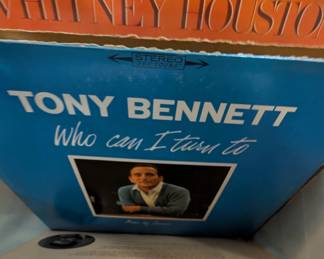 WHITNEY HOUSTON
STEREO
TONY BENNETT
Who can I turn to